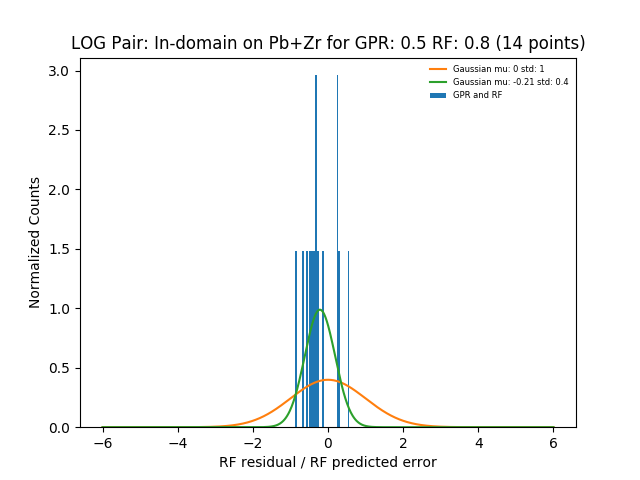 LOG Pair: In-domain on Pb+Zr for GPR: 0.5 RF: 0.8 (14 points)
Gaussian mu: 0 std: 1
Gaussian mu: -0.21 std: 0.4
GPR and RF
Normalized Counts
3.0
2.5
2.0
1.5
1.0
0.5
0.0
−6 −4 −2 0 2 4 6
RF residual / RF predicted error